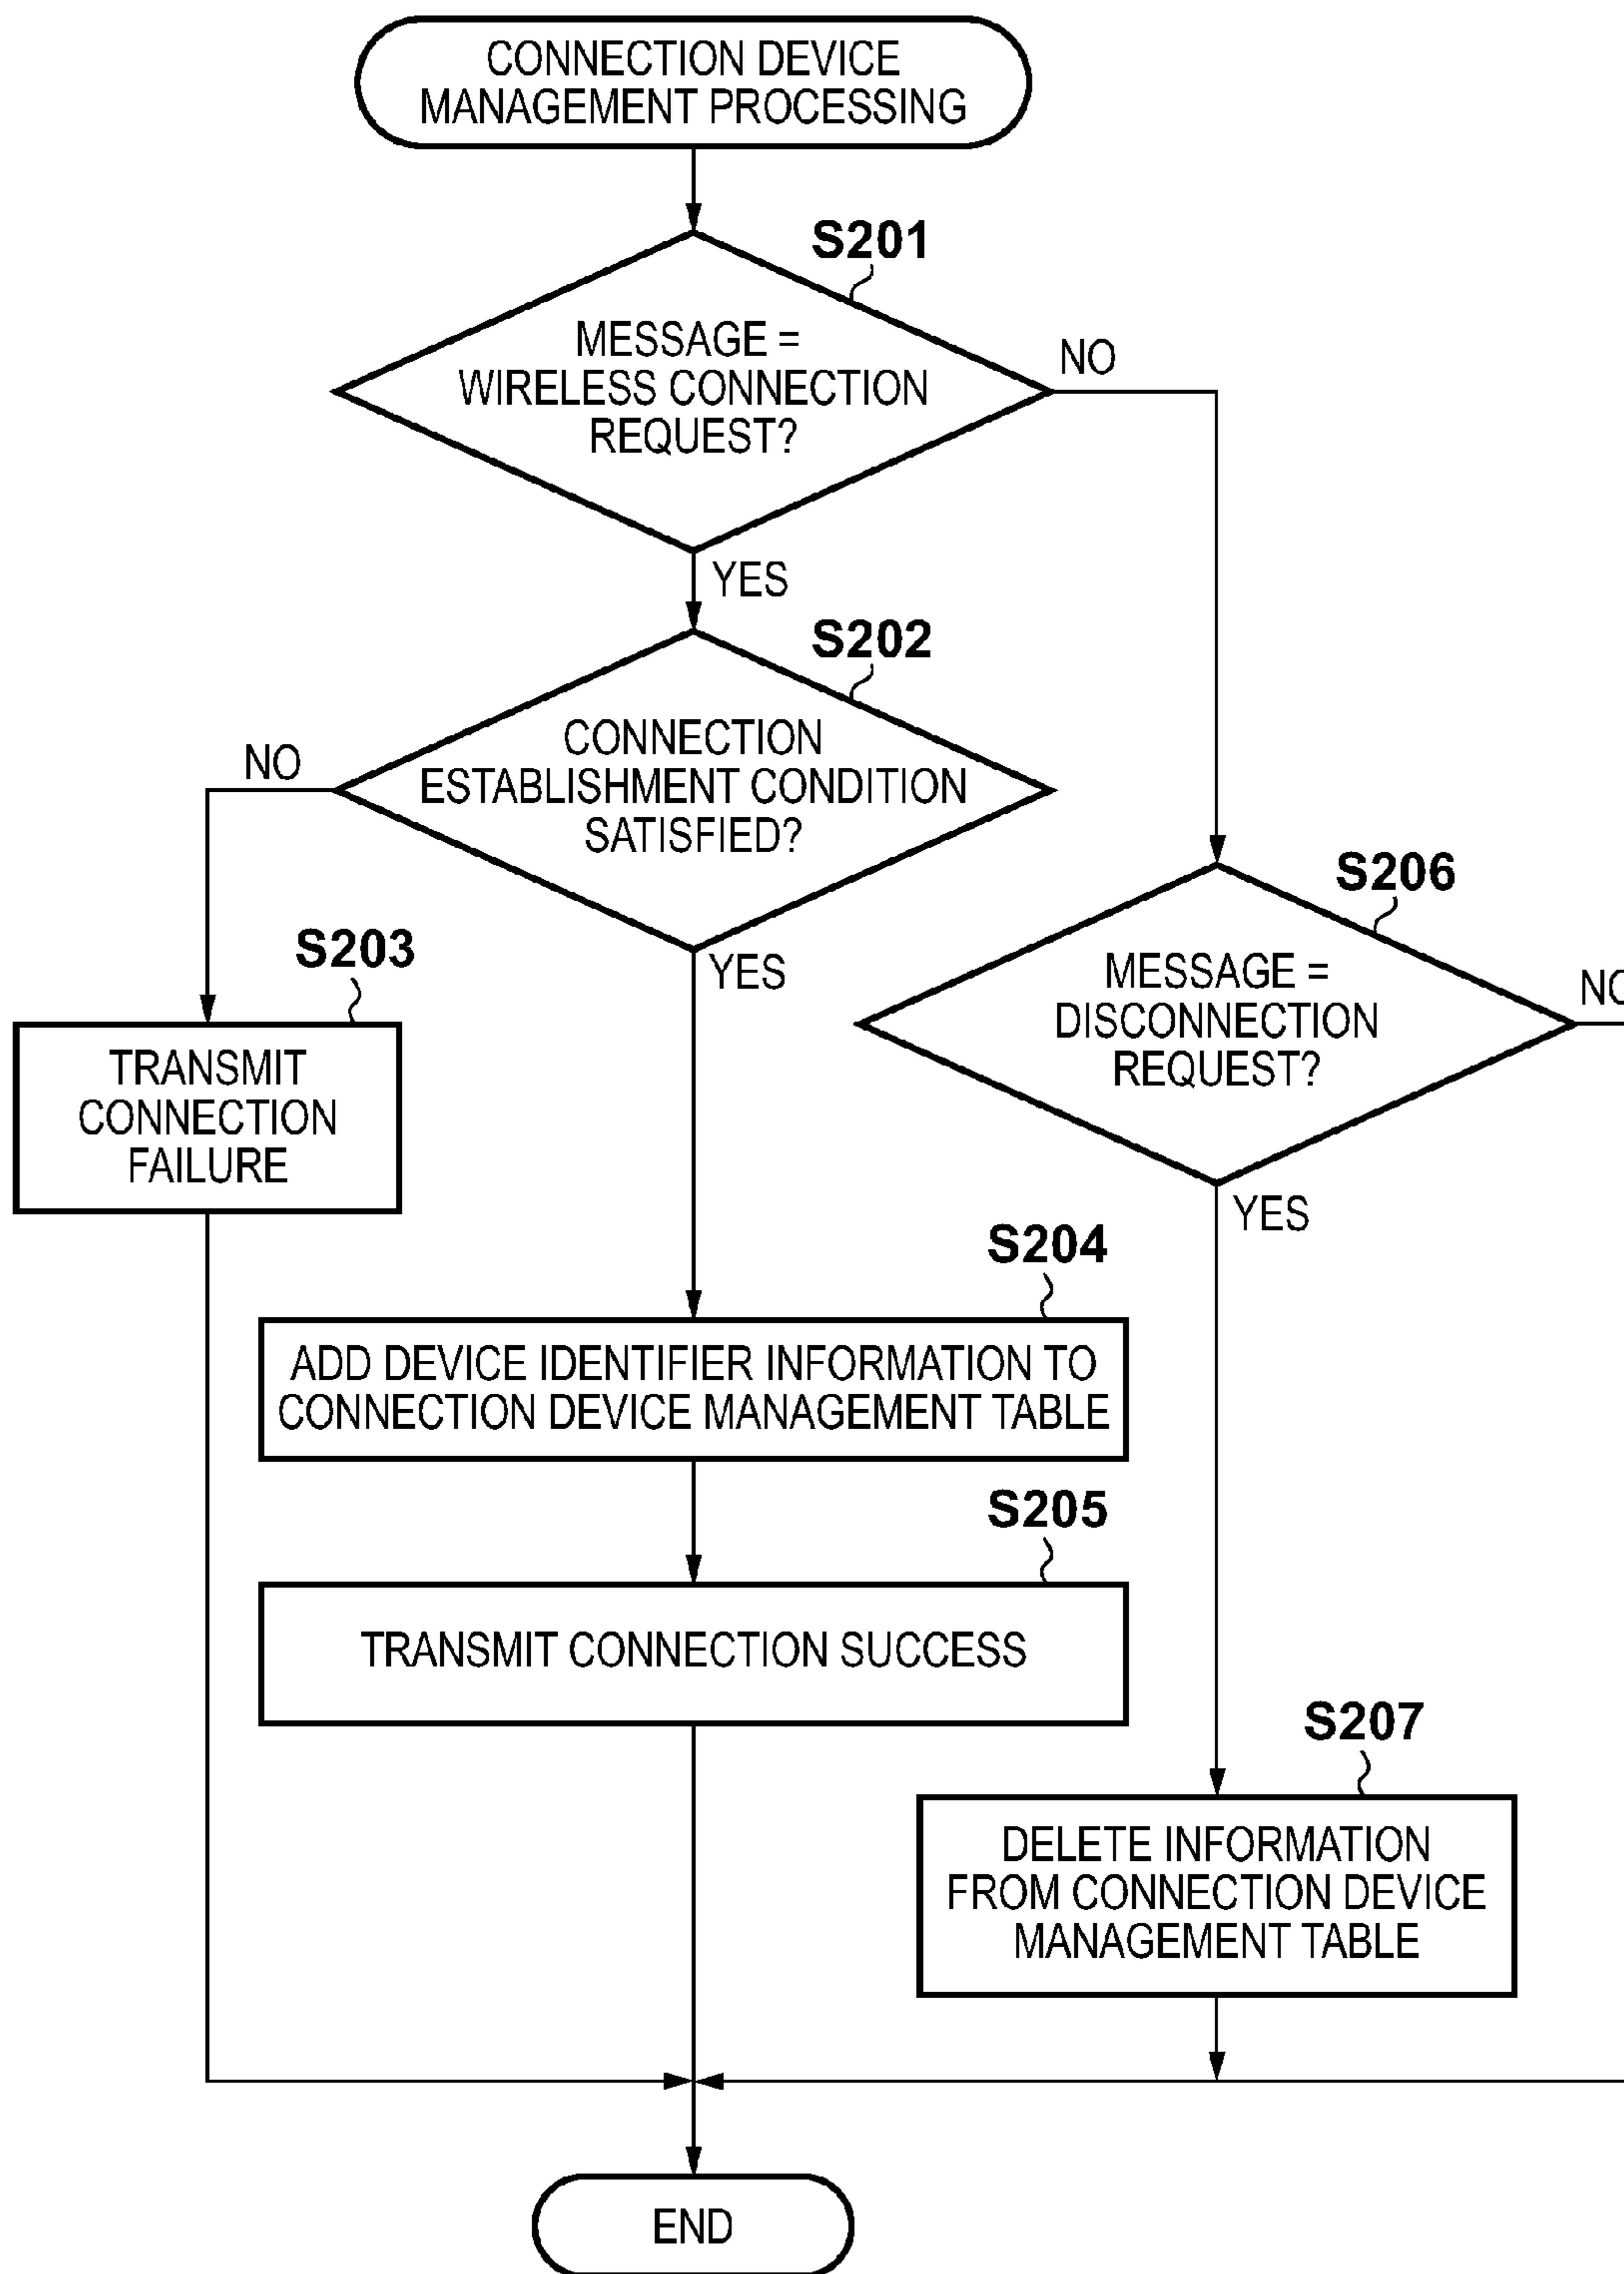 CONNECTION DEVICE
MANAGEMENT PROCESSING
S201
MESSAGE =
WIRELESS CONNECTION
REQUEST?
NO
YES
S202
CONNECTION
ESTABLISHMENT CONDITION
SATISFIED?
NO
YES
S203
TRANSMIT
CONNECTION
FAILURE
S206
MESSAGE =
DISCONNECTION
REQUEST?
NO
YES
S204
ADD DEVICE IDENTIFIER INFORMATION TO
CONNECTION DEVICE MANAGEMENT TABLE
S205
TRANSMIT CONNECTION SUCCESS
S207
DELETE INFORMATION
FROM CONNECTION DEVICE
MANAGEMENT TABLE
END